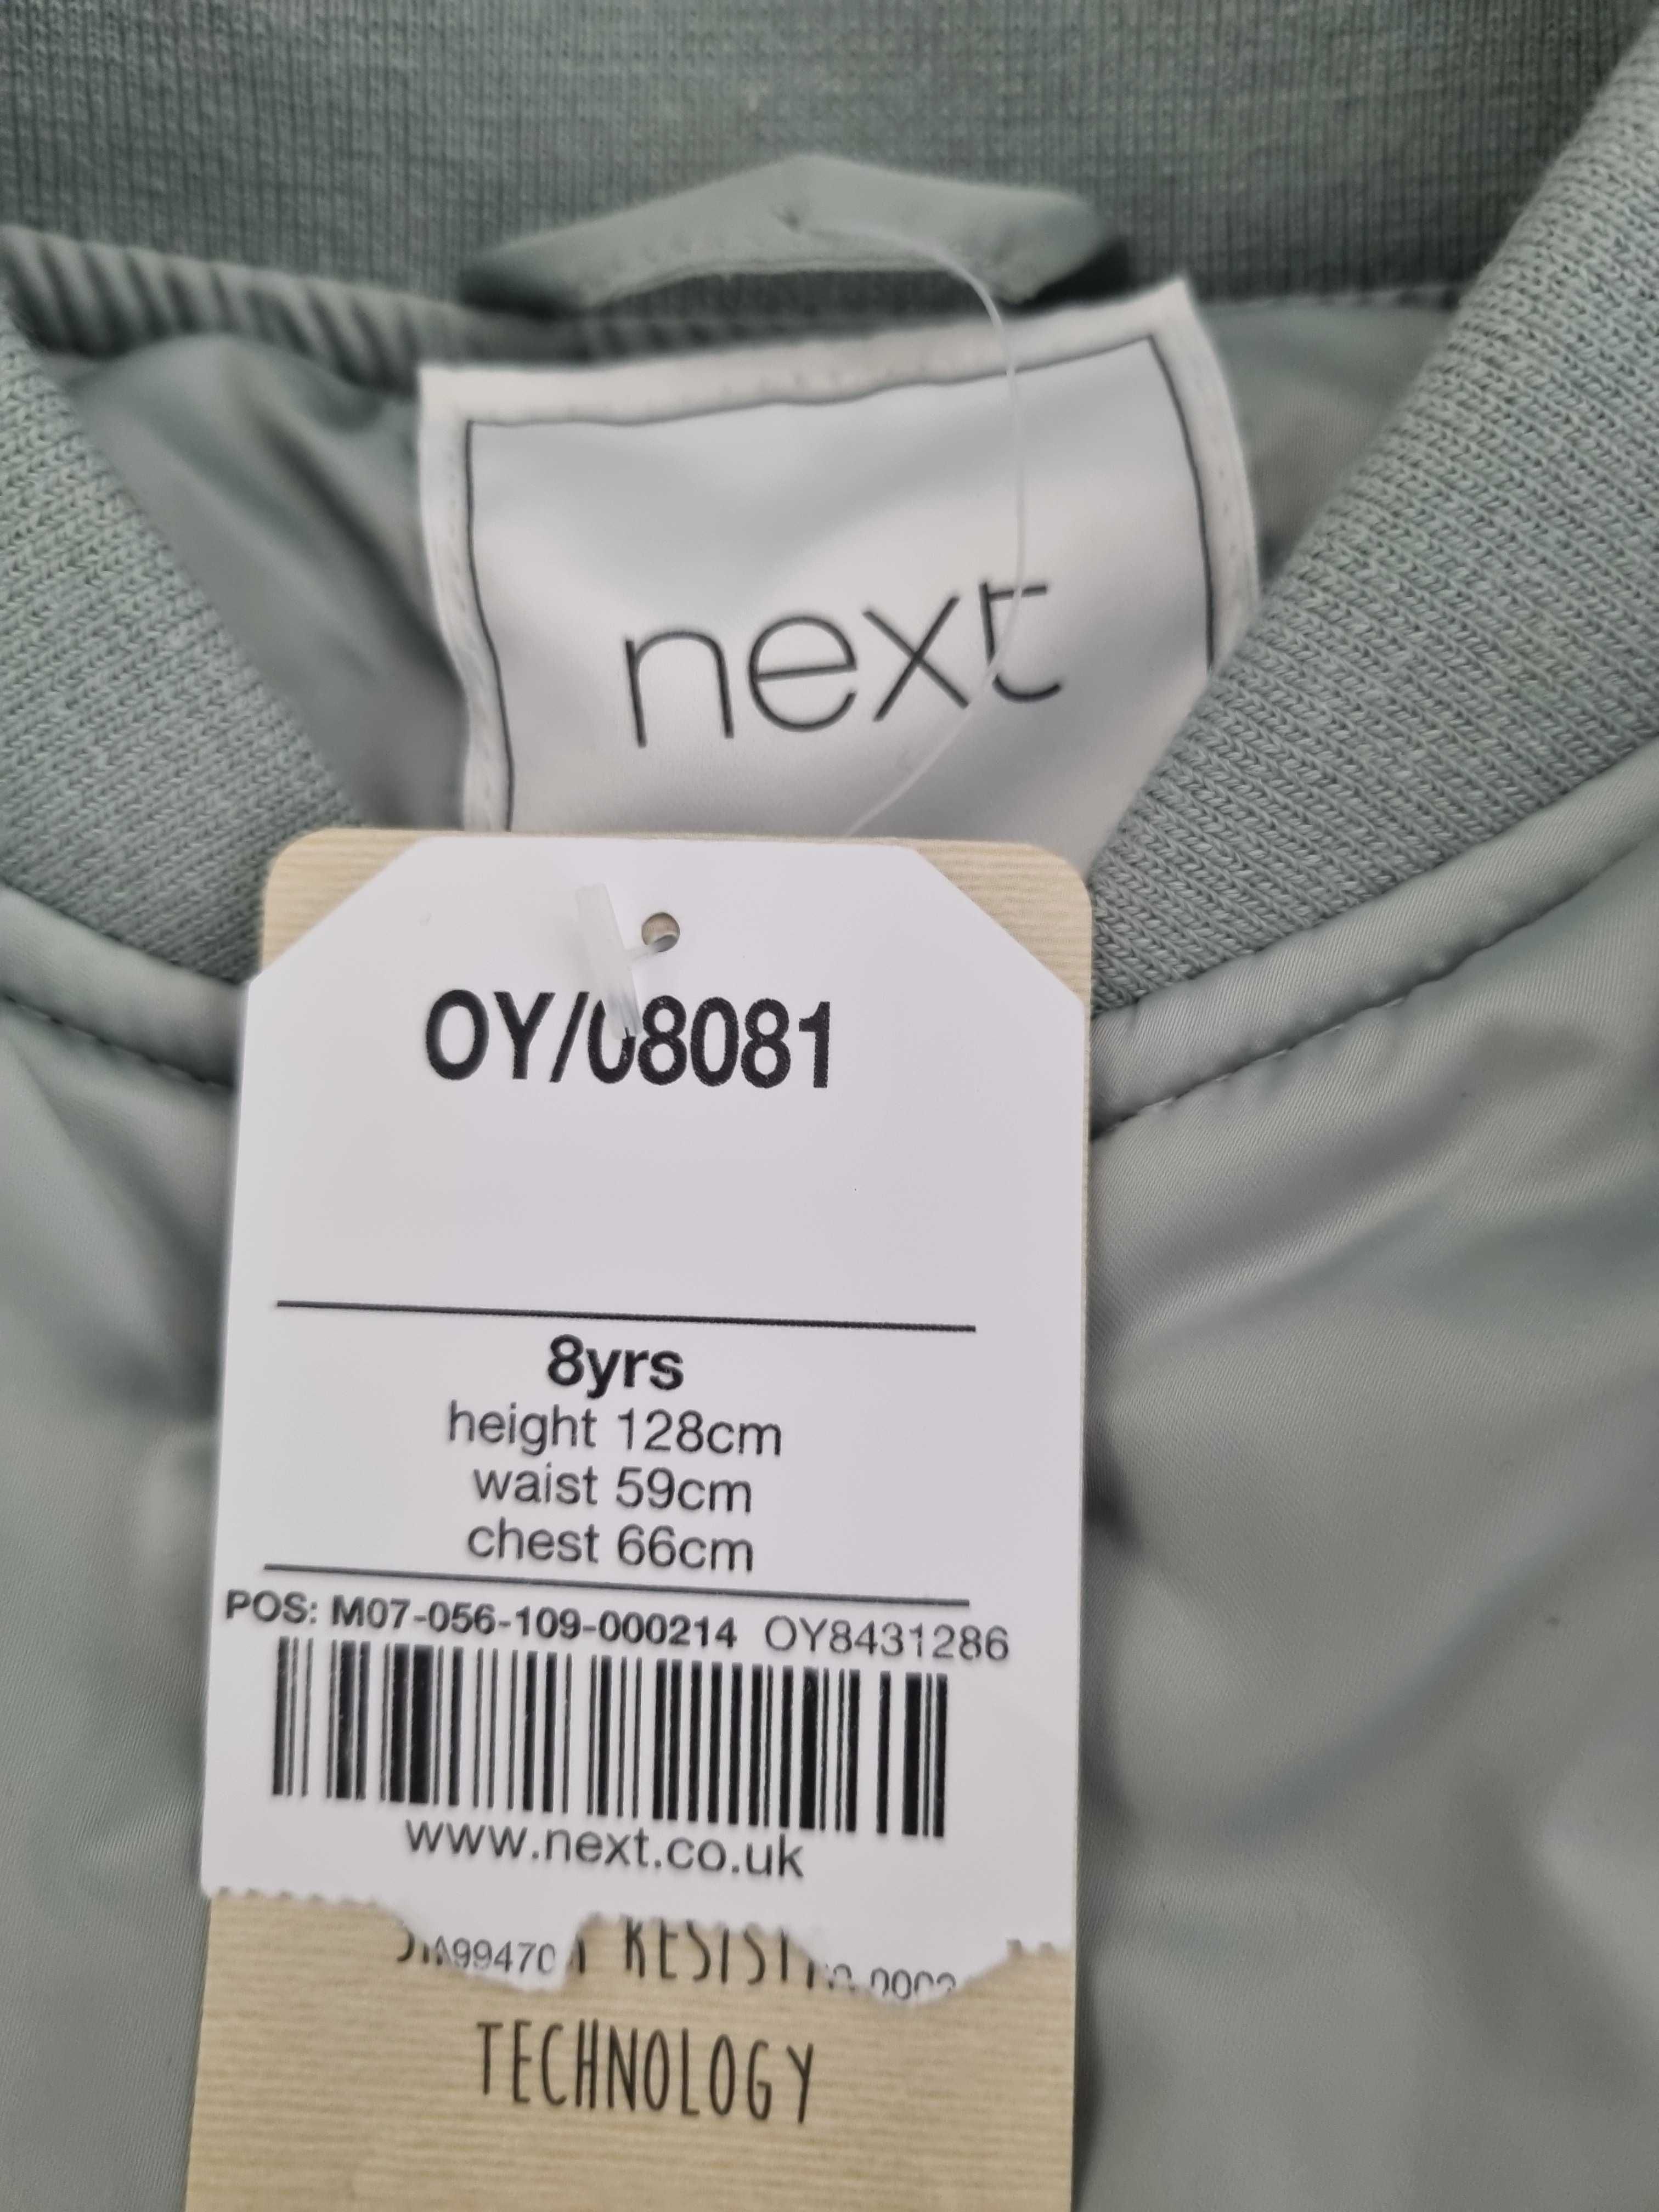 next
OY/08081
8yrs
height 128cm
waist 59cm
chest 66cm
POS: M07-056-109-000214 OY8431286
www.next.co.uk
TECHNOLOGY